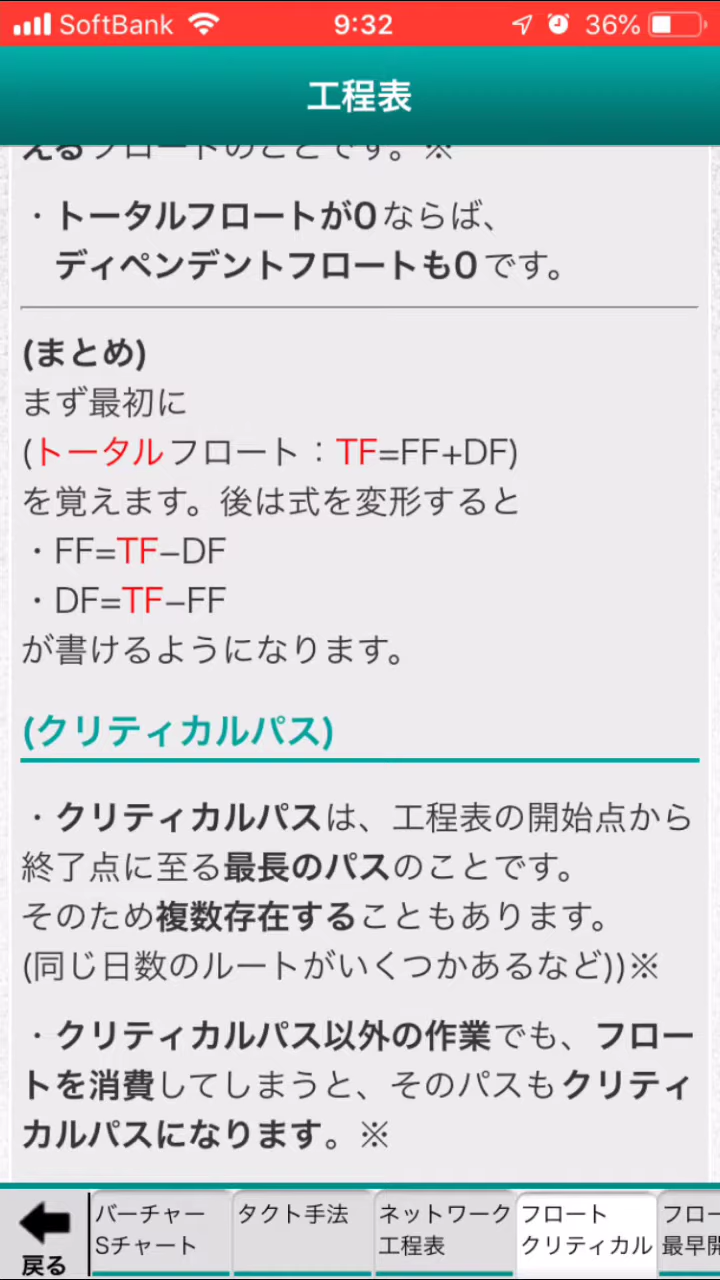 SoftBank 9:32 36%
工程表
えるフロートのことです。※
・トータルフロートが0ならば、
ディペンデントフロートも0です。
(まとめ)
まず最初に
(トータルフロート：TF=FF+DF)
を覚えます。後は式を変形すると
・FF=TF−DF
・DF=TF−FF
が書けるようになります。
(クリティカルパス)
・クリティカルパスは、工程表の開始点から
終了点に至る最長のパスのことです。
そのため複数存在することもあります。
(同じ日数のルートがいくつかあるなど))※
・クリティカルパス以外の作業でも、フロー
トを消費してしまうと、そのパスもクリティ
カルパスになります。※
戻る
バーチャー
Sチャート
タクト手法
ネットワーク
工程表
フロート
クリティカル
フロー
最早開